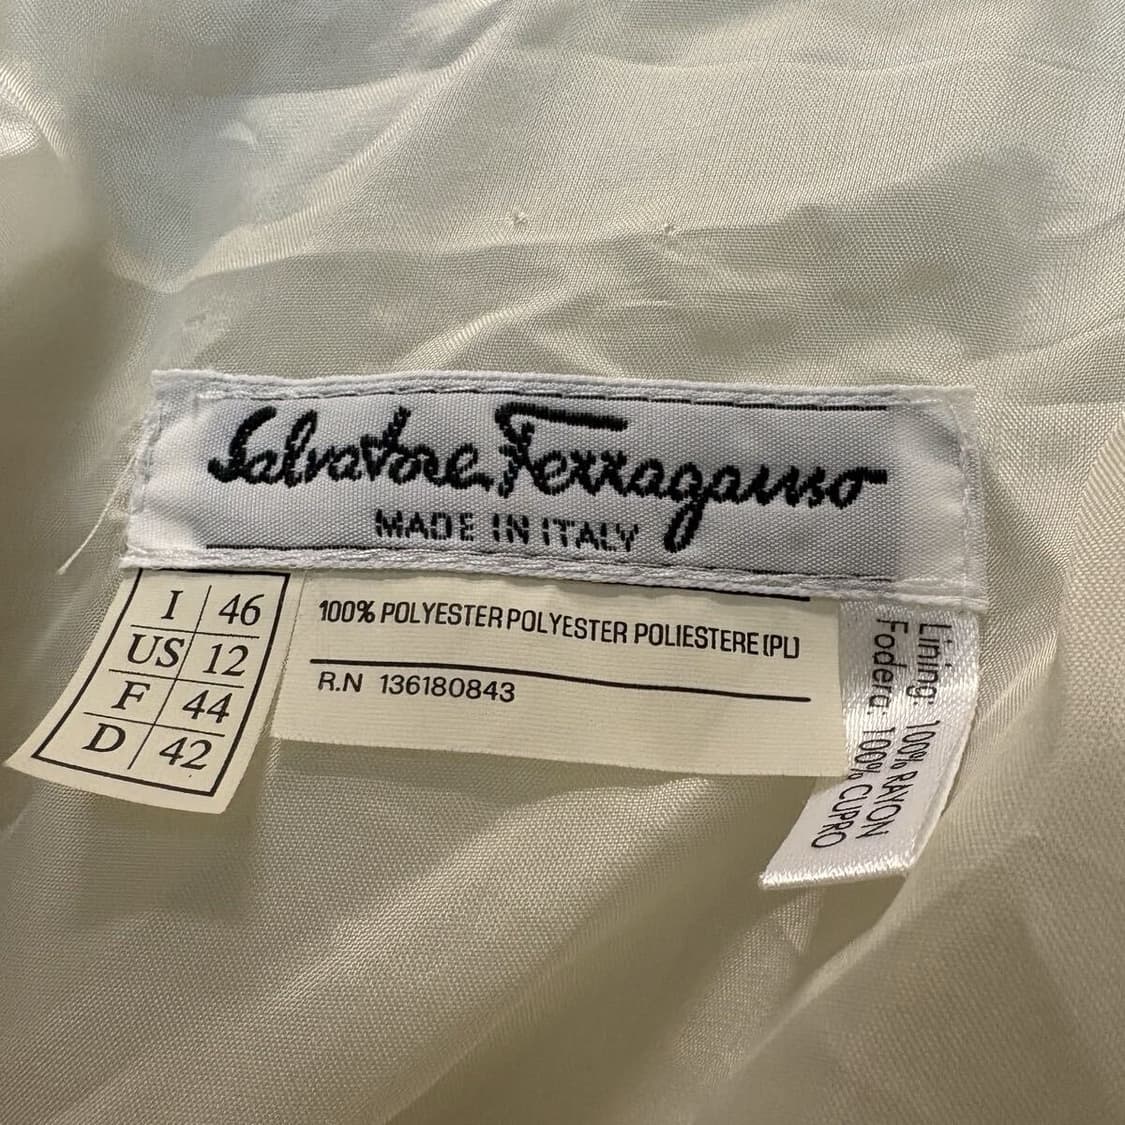 Salvatore Ferragamo
MADE IN ITALY
I 46
US 12
F 44
D 42
100% POLYESTER POLYESTER POLIESTERE (PL)
R.N 136180843
Lining: 100% RAYON
Fodera: 100% CUPRO